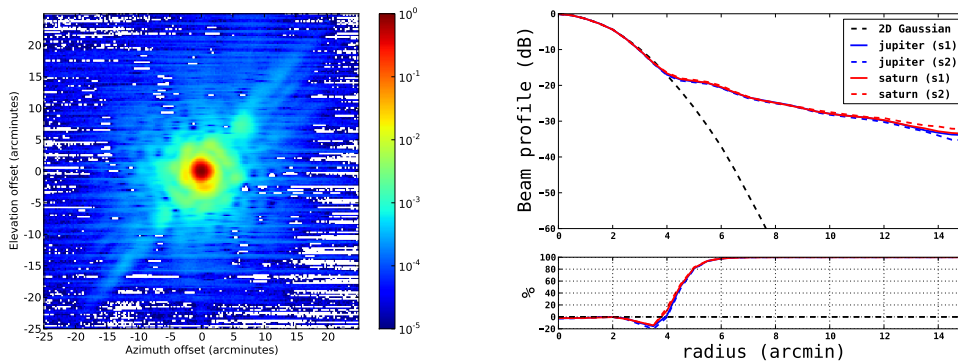 25
20
15
10
5
0
-5
-10
-15
-20
-25
-25 -20 -15 -10 -5 0 5 10 15 20 25
Elevation offset (arcminutes)
Azimuth offset (arcminutes)
10^0
10^-1
10^-2
10^-3
10^-4
10^-5
Beam profile (dB)
0
-10
-20
-30
-40
-50
-60
0 2 4 6 8 10 12 14
2D Gaussian
jupiter (s1)
jupiter (s2)
saturn (s1)
saturn (s2)
%
100
80
60
40
20
0
-20
0 2 4 6 8 10 12 14
radius (arcmin)